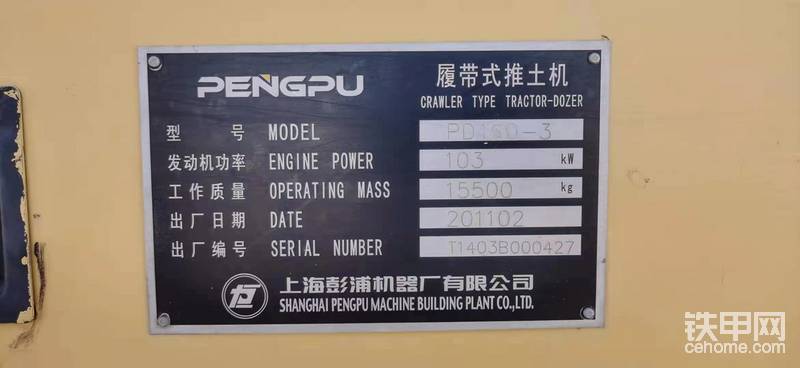 PENGPU 履带式推土机
CRAWLER TYPE TRACTOR-DOZER
型 号 MODEL
发动机功率 ENGINE POWER 103 kW
工作质量 OPERATING MASS 15500 kg
出厂日期 DATE 201102
出厂编号 SERIAL NUMBER T1403B000427
上海彭浦机器厂有限公司
SHANGHAI PENGPU MACHINE BUILDING PLANT CO.,LTD.
铁甲网
cehome.com